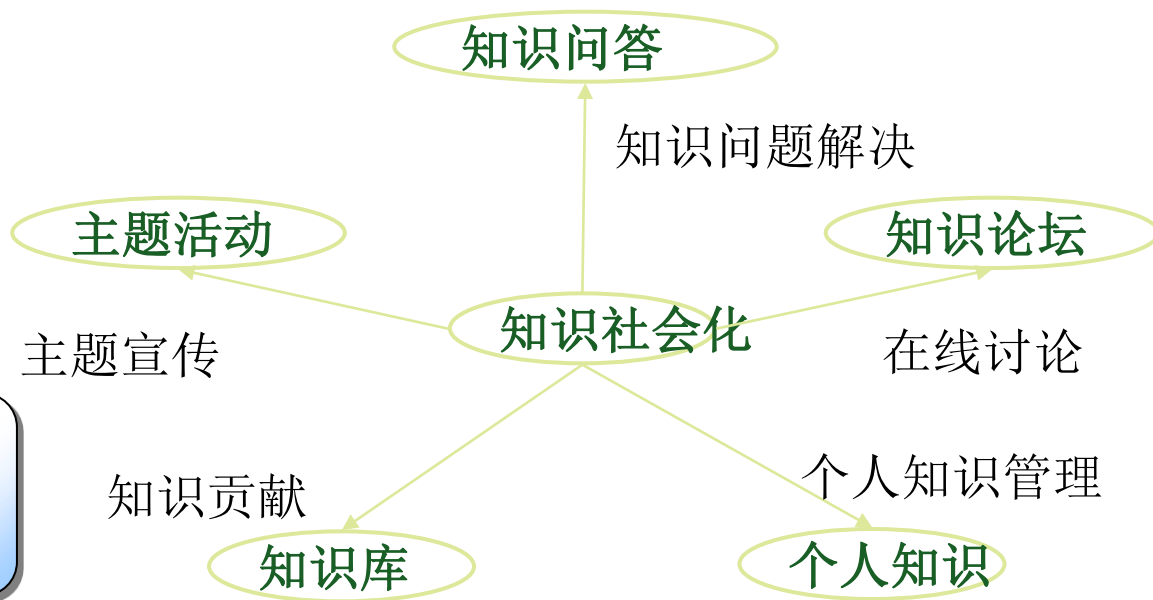 知识问答
知识问题解决
主题活动
知识论坛
知识社会化
主题宣传
在线讨论
个人知识管理
知识贡献
知识库
个人知识